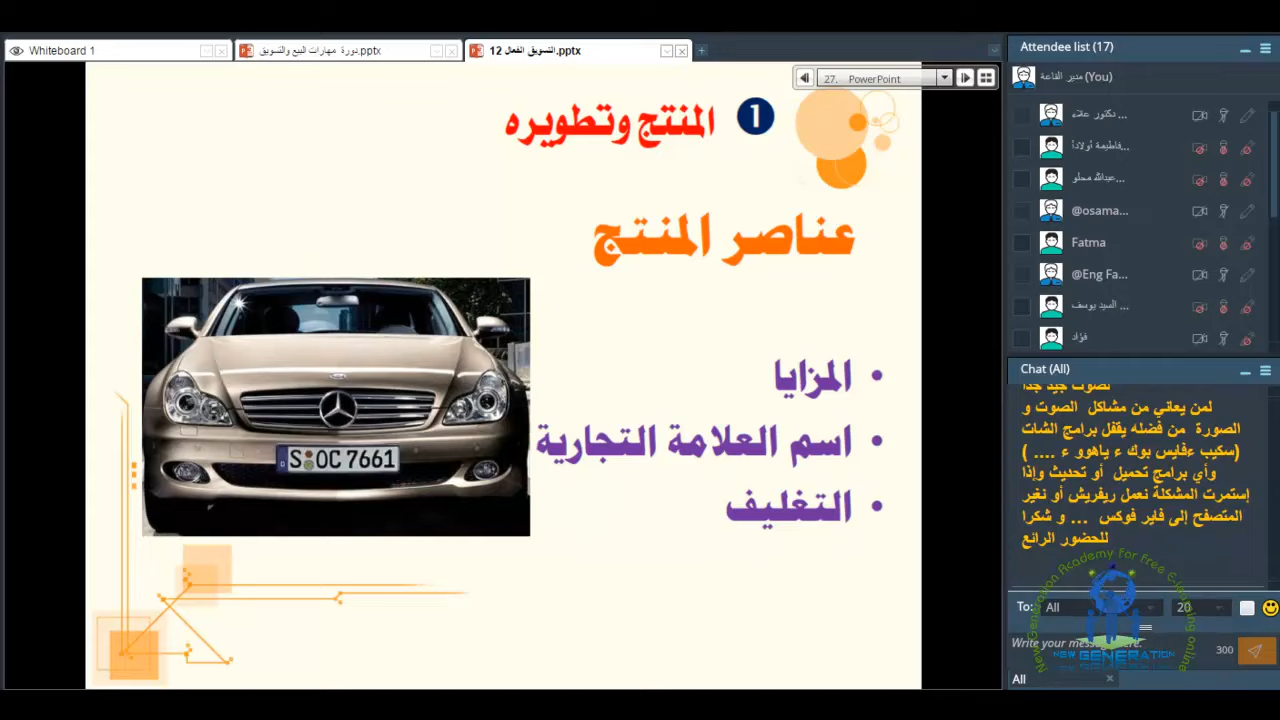 Whiteboard 1
دورة مهارات البيع والتسويق.pptx
التسويق الفعال 12.pptx
27. PowerPoint
1 المنتج وتطويره
عناصر المنتج
• المزايا
• اسم العلامة التجارية
• التغليف
S OC 7661
Attendee list (17)
مدير القاعة (You)
دكتور علاء ...
فاطيمة أولادأ...
عبدالله محلو...
@osama...
Fatma
@Eng Fa...
السيد يوسف ...
فؤاد
Chat (All)
لصوت جيد جدا
لمن يعاني من مشاكل الصوت و
الصورة من فضله يقفل برامج الشات
(سكيب ءفايس بوك ء ياهوو ء .... )
وأي برامج تحميل أو تحديث وإذا
إستمرت المشكلة نعمل ريفريش أو نغير
المتصفح إلى فاير فوكس ... و شكرا
للحضور الرائع
To: All 20
Write your message here.
300
All
New Generation Academy For Free E-learning online
NEW GENERATION